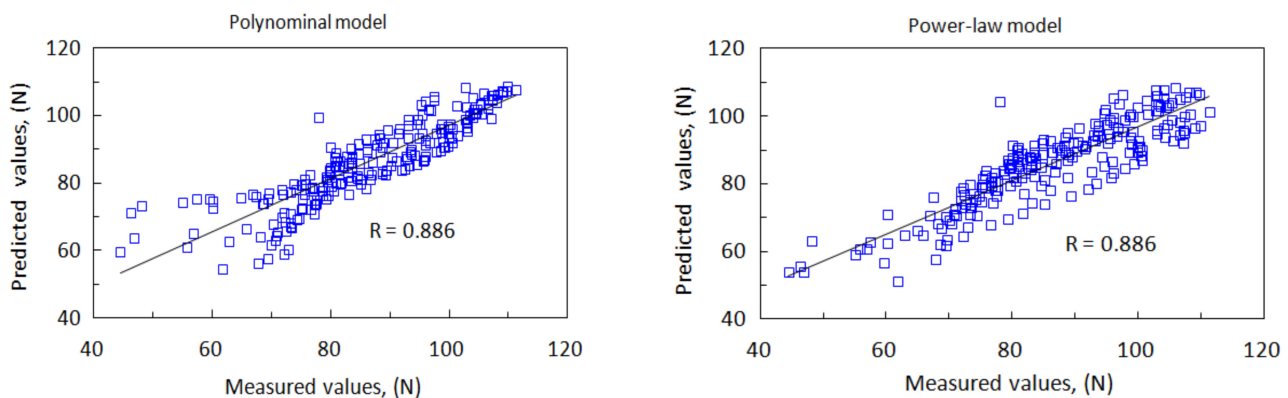 Polynominal model
120
100
80
60
40
Predicted values, (N)
R = 0.886
40 60 80 100 120
Measured values, (N)
Power-law model
120
100
80
60
40
Predicted values, (N)
R = 0.886
40 60 80 100 120
Measured values, (N)